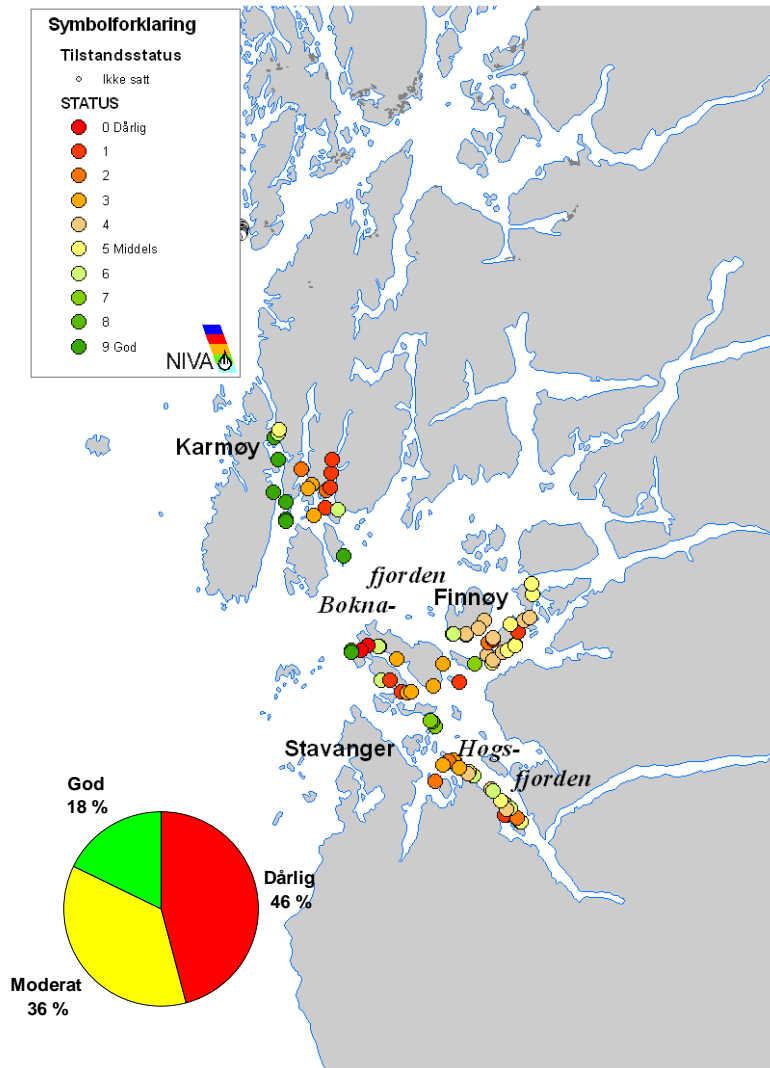 Symbolforklaring
Tilstandsstatus
Ikke satt
STATUS
0 Dårlig
1
2
3
4
5 Middels
6
7
8
9 God
NIVA
Karmøy
fjorden
Finnøy
Bokna-
Stavanger
Hogs-
fjorden
God
18 %
Dårlig
46 %
Moderat
36 %